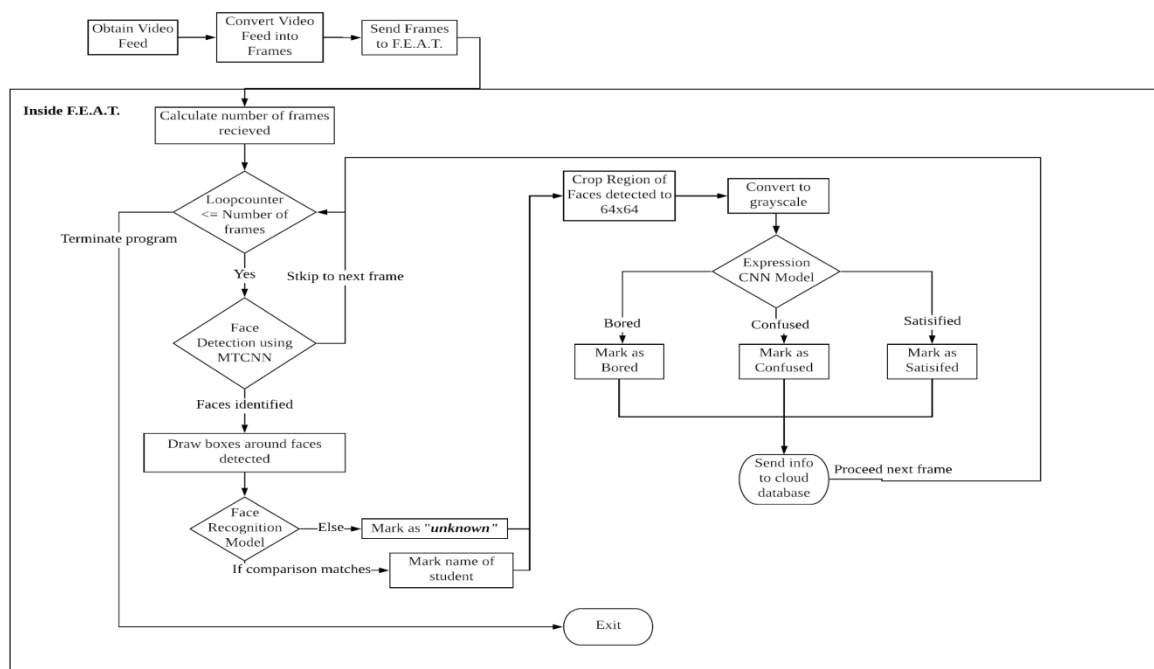 Obtain Video
Feed
Convert Video
Feed into
Frames
Send Frames
to F.E.A.T.
Inside F.E.A.T.
Calculate number of frames
recieved
Loopcounter
<= Number of
frames
Terminate program
Yes
Stkip to next frame
Face
Detection using
MTCNN
Faces identified
Draw boxes around faces
detected
Face
Recognition
Model
Else
Mark as "unknown"
If comparison matches
Mark name of
student
Crop Region of
Faces detected to
64x64
Convert to
grayscale
Expression
CNN Model
Bored
Confused
Satisified
Mark as
Bored
Mark as
Confused
Mark as
Satisifed
Send info
to cloud
database
Proceed next frame
Exit